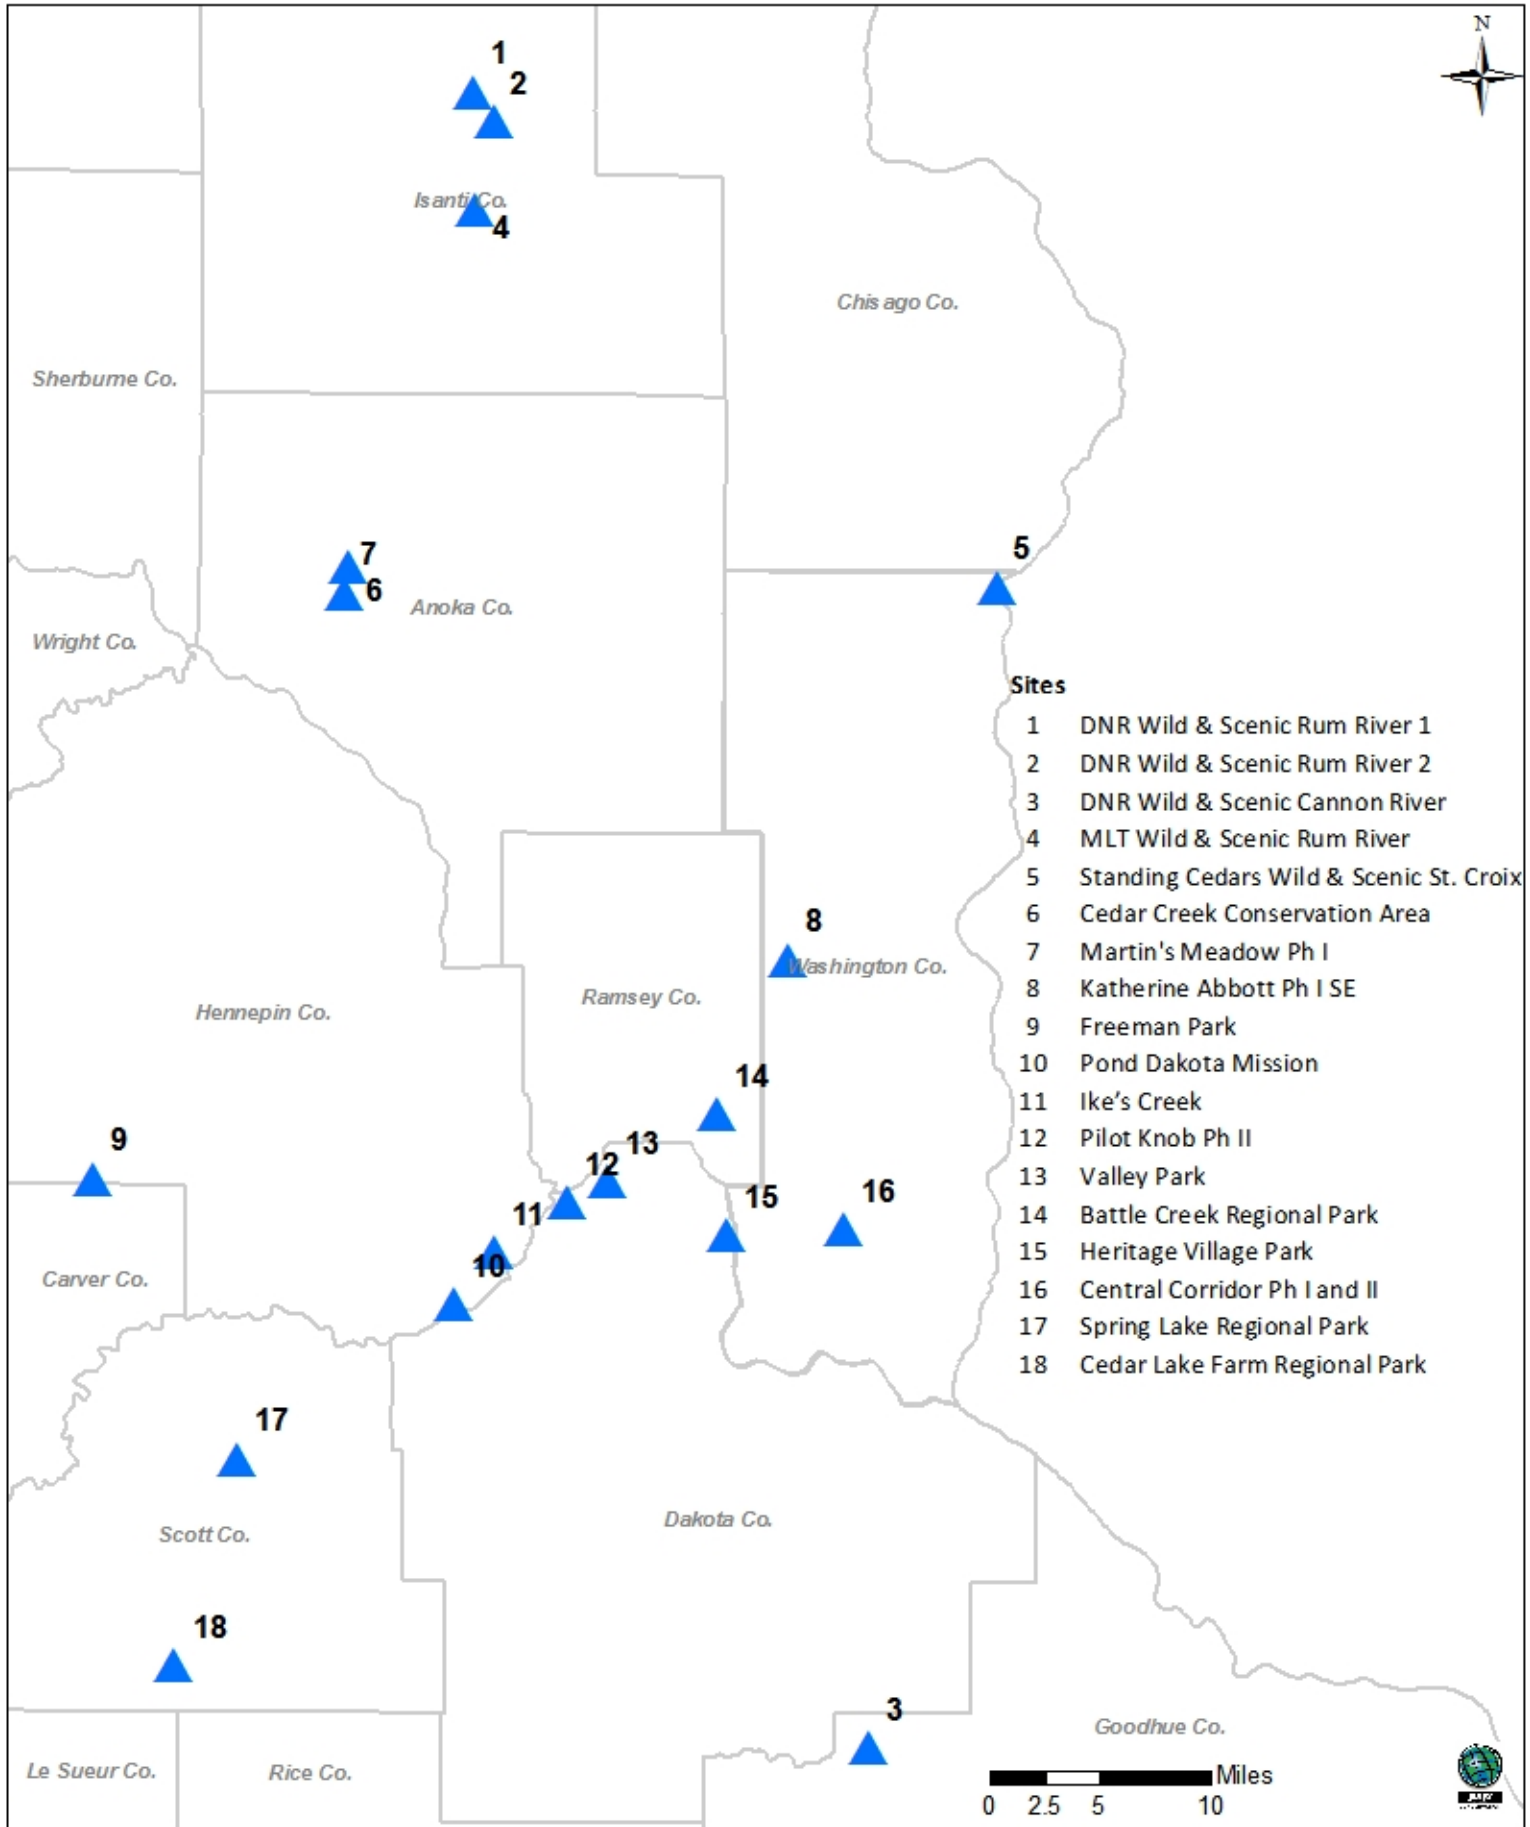 N
1
2
Isanti Co.
4
Chisago Co.
Sherburne Co.
7
6
Anoka Co.
5
Wright Co.
Sites
1 DNR Wild & Scenic Rum River 1
2 DNR Wild & Scenic Rum River 2
3 DNR Wild & Scenic Cannon River
4 MLT Wild & Scenic Rum River
5 Standing Cedars Wild & Scenic St. Croix
6 Cedar Creek Conservation Area
7 Martin's Meadow Ph I
8 Katherine Abbott Ph I SE
9 Freeman Park
10 Pond Dakota Mission
11 Ike’s Creek
12 Pilot Knob Ph II
13 Valley Park
14 Battle Creek Regional Park
15 Heritage Village Park
16 Central Corridor Ph I and II
17 Spring Lake Regional Park
18 Cedar Lake Farm Regional Park
8
Washington Co.
Ramsey Co.
Hennepin Co.
14
9
13
12
15
16
11
10
Carver Co.
17
Scott Co.
Dakota Co.
18
3
Goodhue Co.
Le Sueur Co.
Rice Co.
Miles
0 2.5 5 10